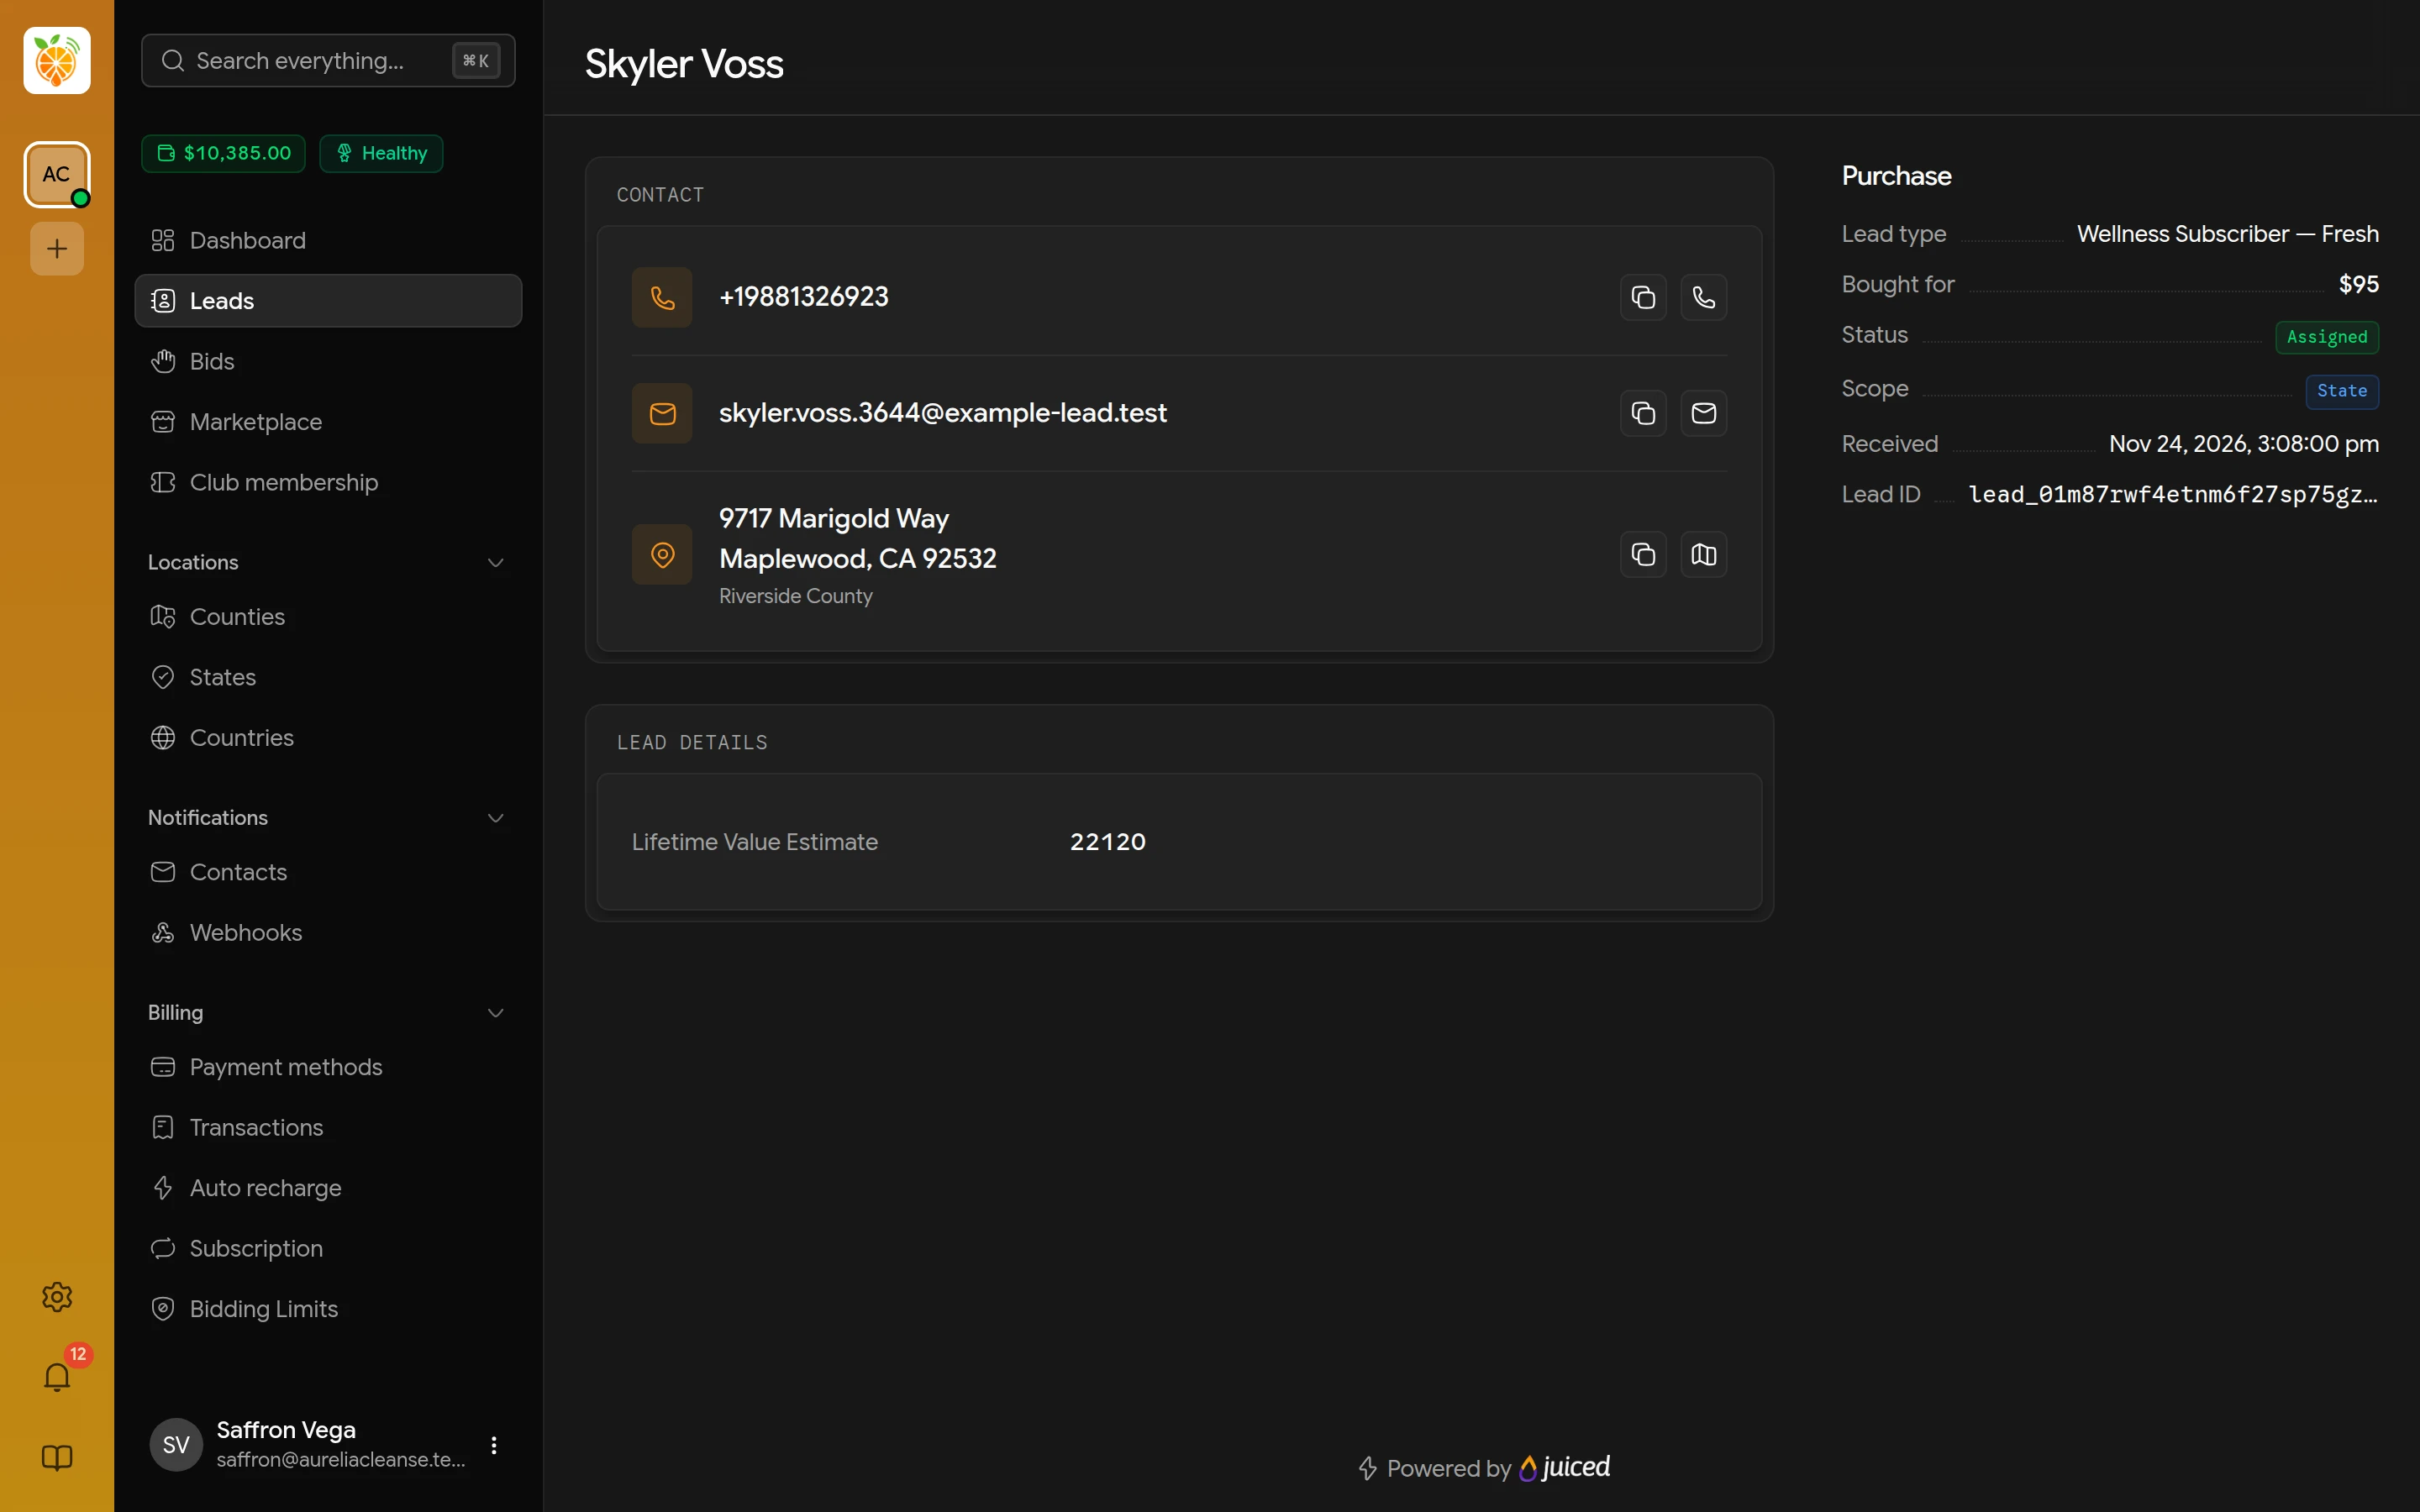 Search everything...
⌘ K
AC
$10,385.00
Healthy
Dashboard
Leads
Bids
Marketplace
Club membership
Locations
Counties
States
Countries
Notifications
Contacts
Webhooks
Billing
Payment methods
Transactions
Auto recharge
Subscription
Bidding Limits
12
SV
Saffron Vega
saffron@aureliacleanse.te...
Skyler Voss
CONTACT
+19881326923
skyler.voss.3644@example-lead.test
9717 Marigold Way
Maplewood, CA 92532
Riverside County
LEAD DETAILS
Lifetime Value Estimate 22120
Purchase
Lead type Wellness Subscriber — Fresh
Bought for $95
Status Assigned
Scope State
Received Nov 24, 2026, 3:08:00 pm
Lead ID lead_01m87rwf4etnm6f27sp75gz…
Powered by juiced